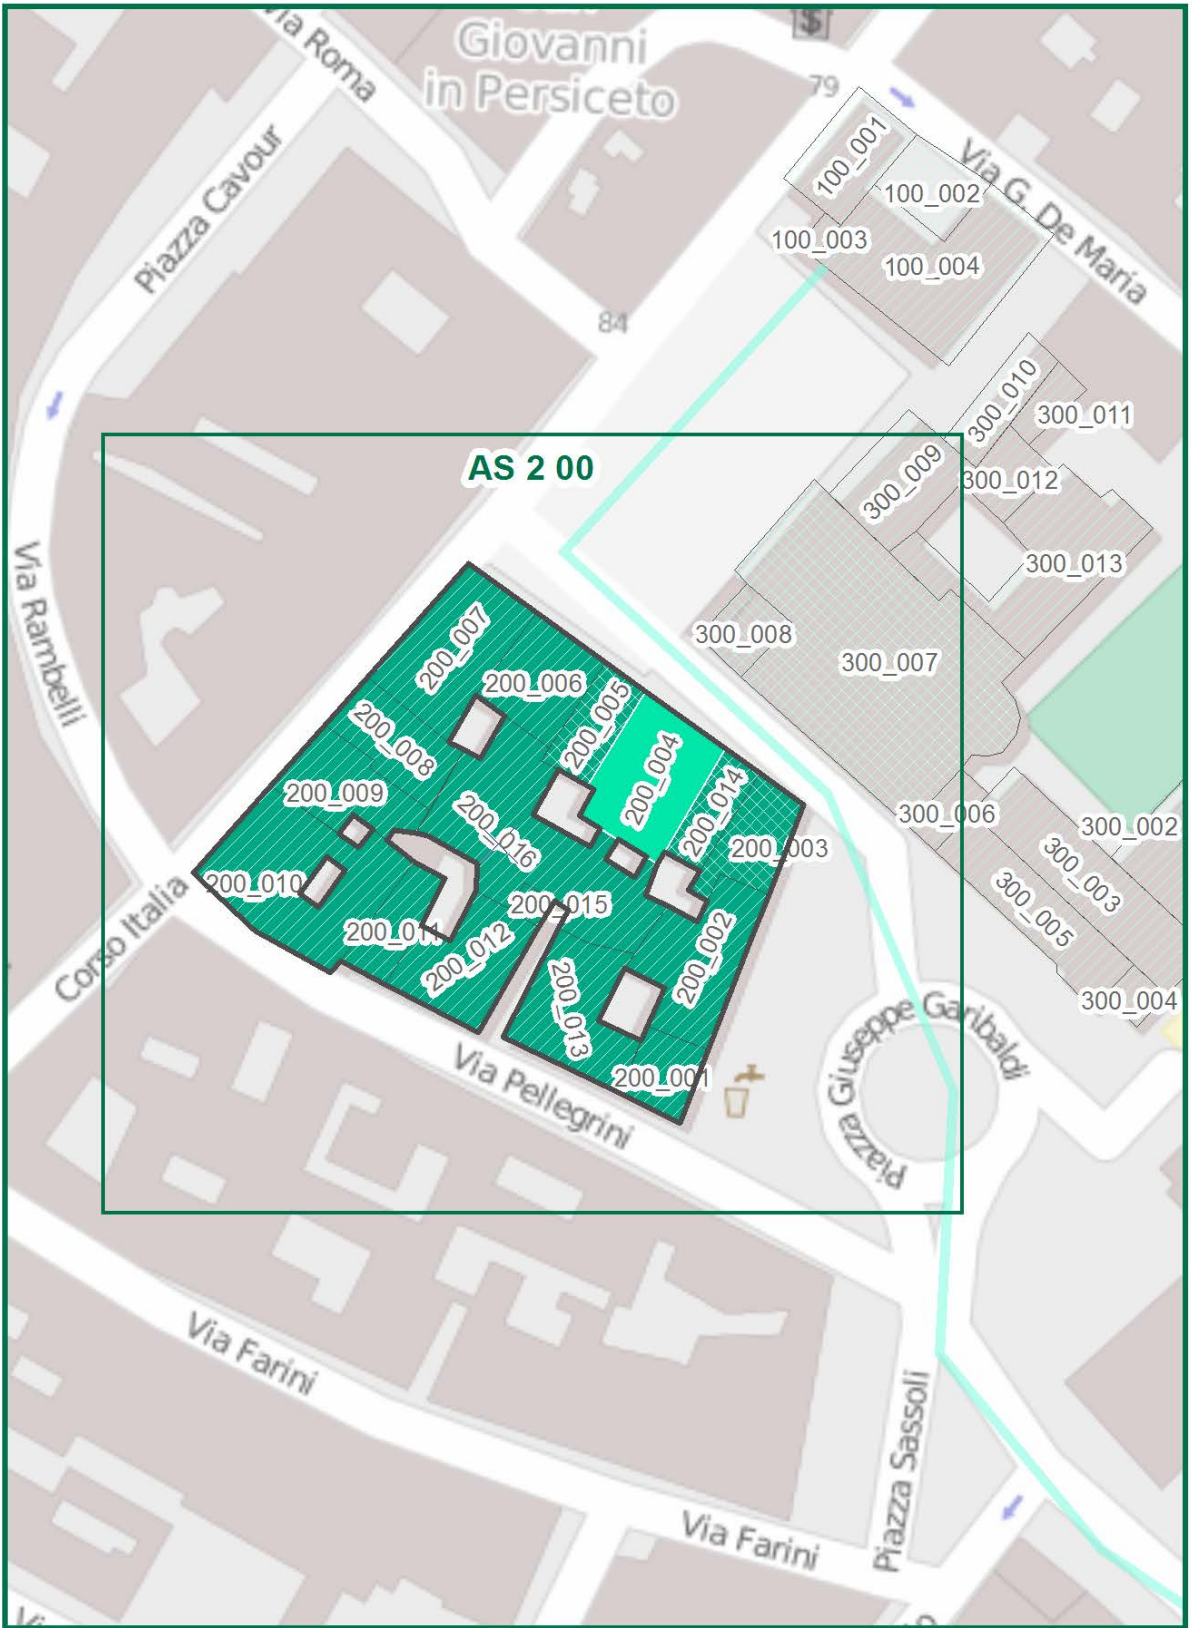 Via Roma
Giovanni
in Persiceto
79
Via G. De Maria
Piazza Cavour
100_001
100_002
100_003
100_004
84
300_010
300_011
300_009
300_012
300_013
AS 2 00
Via Rambelli
300_008
300_007
200_007
200_006
200_005
200_004
200_008
200_014
200_009
200_016
200_003
300_006
300_002
300_003
300_005
300_004
200_010
200_015
200_011
200_012
200_002
200_013
200_001
Corso Italia
Via Pellegrini
Piazza Giuseppe Garibaldi
Via Farini
Via Farini
Piazza Sassoli